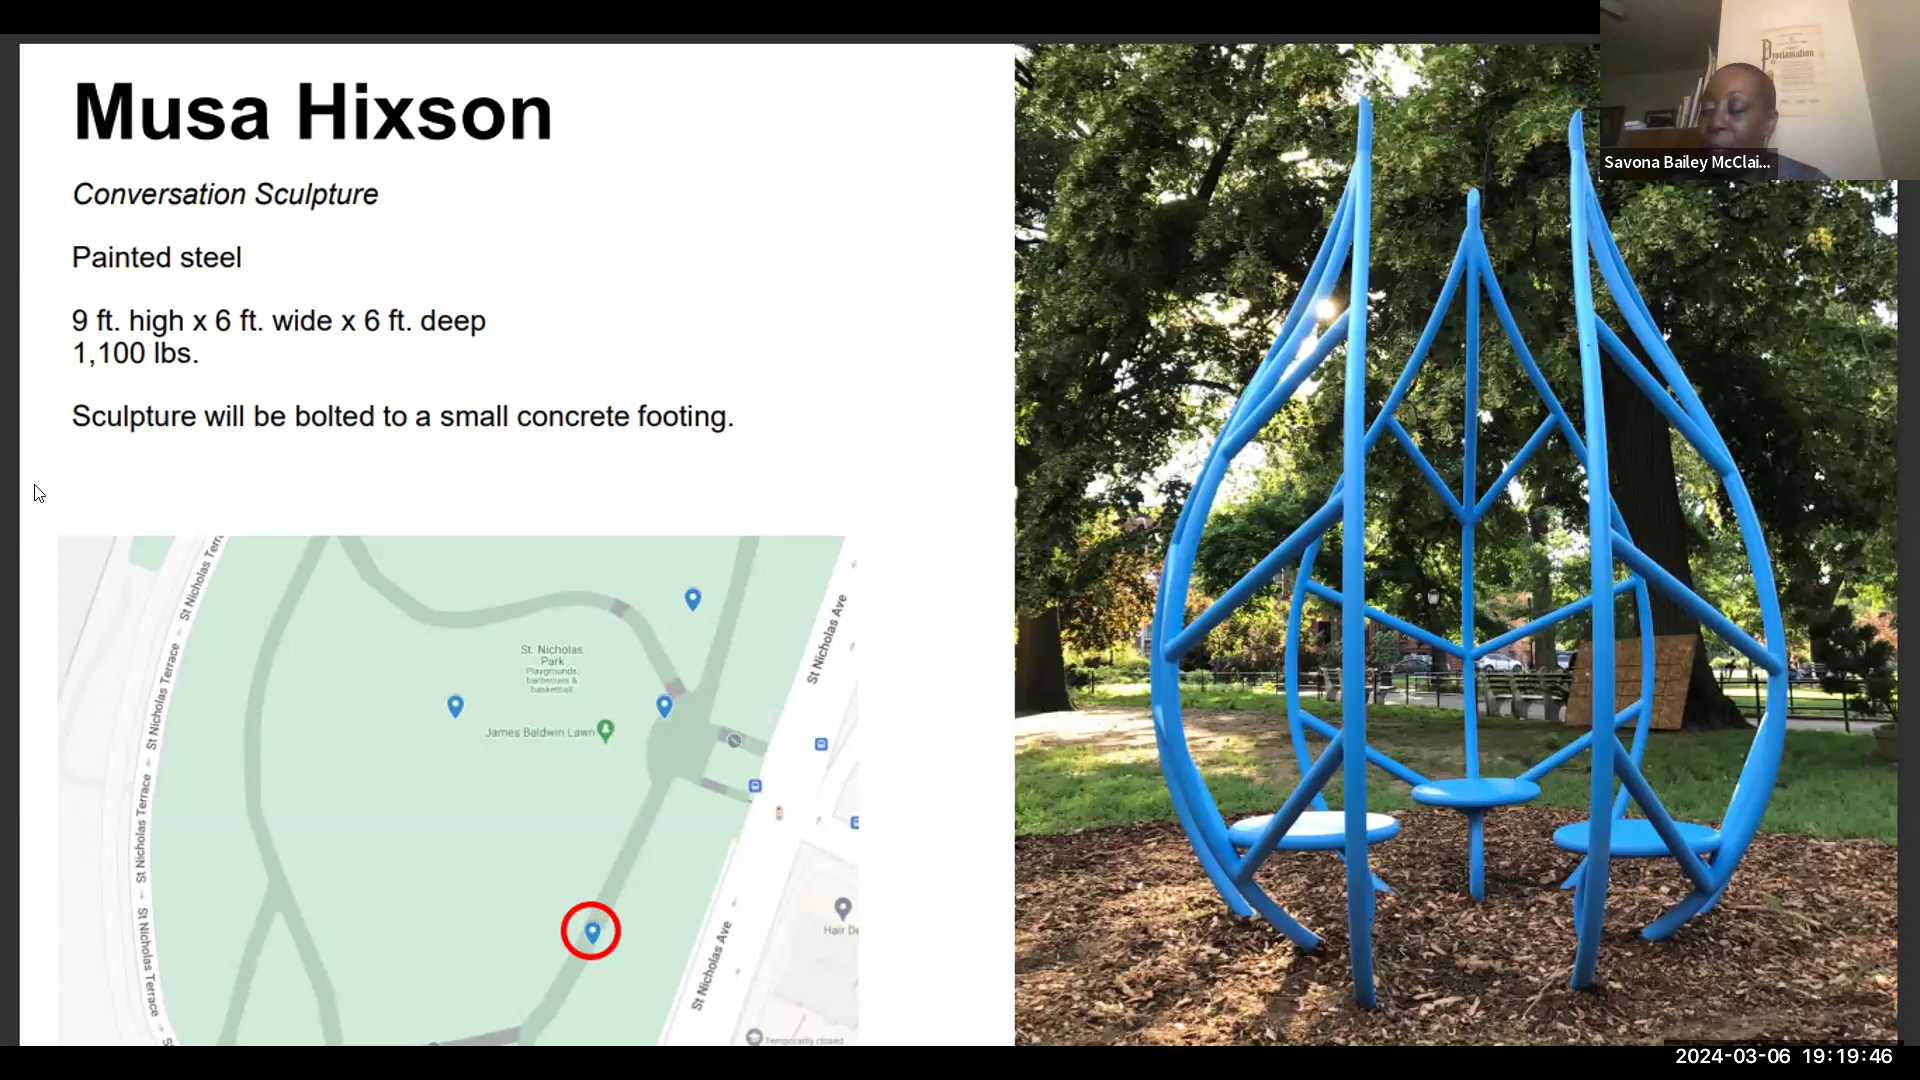 Musa Hixson
Conversation Sculpture
Painted steel
9 ft. high x 6 ft. wide x 6 ft. deep
1,100 lbs.
Sculpture will be bolted to a small concrete footing.
Proclamation
Savona Bailey McClai...
St Nicholas Terra
St Nicholas Terrace
St Nicholas Terrace
St Nicholas Terrace
St. Nicholas
Park
Playgrounds,
barbecues &
basketball
James Baldwin Lawn
St Nicholas Ave
St Nicholas Ave
Hair De
Temporarily closed
2024-03-06 19:19:46